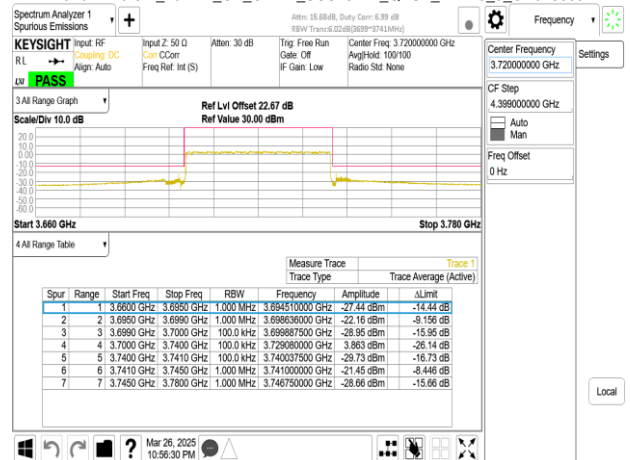 Spectrum Analyzer 1
Spurious Emissions
Attn: 15.68dB, Duty Corr: 6.99 dB
RBW Trans:6.02dB(3699~3741MHz)
Frequency
KEYSIGHT
RL
Input: RF
Coupling: DC
Align: Auto
Input Z: 50 Ω
Corr CCorr
Freq Ref: Int (S)
Atten: 30 dB
Trig: Free Run
Gate: Off
IF Gain: Low
Center Freq: 3.720000000 GHz
Avg|Hold: 100/100
Radio Std: None
LXI PASS
Center Frequency
3.720000000 GHz
Settings
CF Step
4.399000000 GHz
Auto
Man
Freq Offset
0 Hz
3 All Range Graph
Scale/Div 10.0 dB
Ref Lvl Offset 22.67 dB
Ref Value 30.00 dBm
20.0
10.0
0.00
-10.0
-20.0
-30.0
-40.0
-50.0
-60.0
Start 3.660 GHz
Stop 3.780 GHz
4 All Range Table
Measure Trace Trace 1
Trace Type Trace Average (Active)
Spur Range Start Freq Stop Freq RBW Frequency Amplitude ΔLimit
1 1 3.6600 GHz 3.6950 GHz 1.000 MHz 3.694510000 GHz -27.44 dBm -14.44 dB
2 2 3.6950 GHz 3.6990 GHz 1.000 MHz 3.698636000 GHz -22.16 dBm -9.156 dB
3 3 3.6990 GHz 3.7000 GHz 100.0 kHz 3.699887500 GHz -28.95 dBm -15.95 dB
4 4 3.7000 GHz 3.7400 GHz 100.0 kHz 3.729080000 GHz 3.863 dBm -26.14 dB
5 5 3.7400 GHz 3.7410 GHz 100.0 kHz 3.740037500 GHz -29.73 dBm -16.73 dB
6 6 3.7410 GHz 3.7450 GHz 1.000 MHz 3.741000000 GHz -21.45 dBm -8.446 dB
7 7 3.7450 GHz 3.7800 GHz 1.000 MHz 3.746750000 GHz -28.66 dBm -15.66 dB
Local
Mar 26, 2025
10:56:30 PM